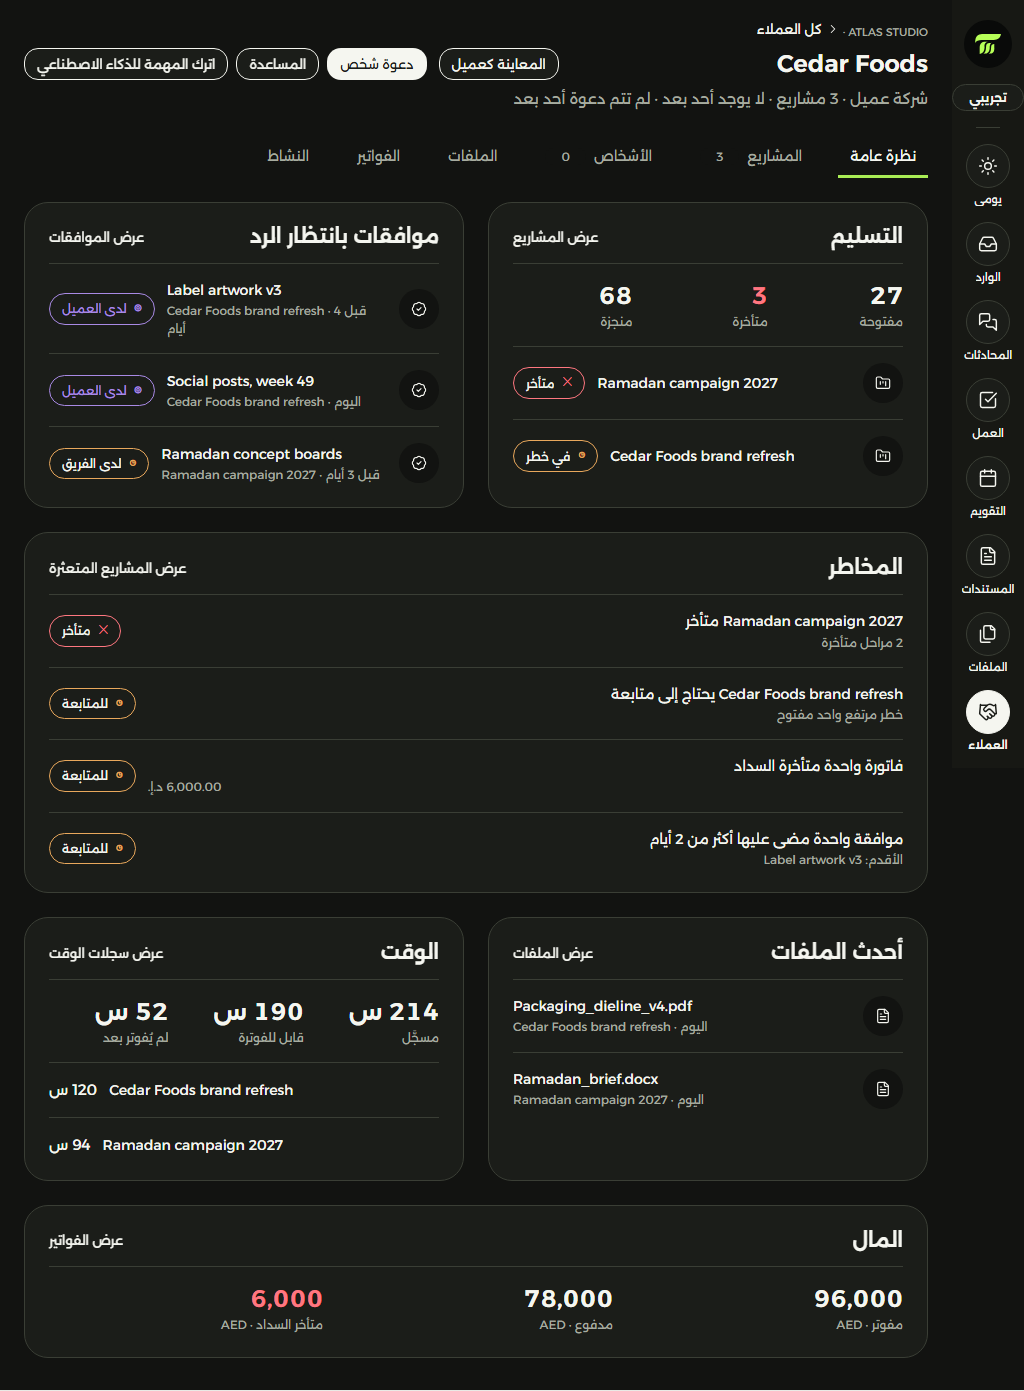 ATLAS STUDIO · كل العملاء
Cedar Foods
شركة عميل · 3 مشاريع · لا يوجد أحد بعد · لم تتم دعوة أحد بعد
المعاينة كعميل
دعوة شخص
المساعدة
اترك المهمة للذكاء الاصطناعي
نظرة عامة
المشاريع 3
الأشخاص 0
الملفات
الفواتير
النشاط
تجريبي
يومي
الوارد
المحادثات
العمل
التقويم
المستندات
الملفات
العملاء
التسليم
عرض المشاريع
27
مفتوحة
3
متأخرة
68
منجزة
Ramadan campaign 2027
متأخر
Cedar Foods brand refresh
في خطر
موافقات بانتظار الرد
عرض الموافقات
Label artwork v3
Cedar Foods brand refresh · قبل 4
أيام
لدى العميل
Social posts, week 49
Cedar Foods brand refresh · اليوم
لدى العميل
Ramadan concept boards
Ramadan campaign 2027 · قبل 3 أيام
لدى الفريق
المخاطر
عرض المشاريع المتعثرة
Ramadan campaign 2027 متأخر
2 مراحل متأخرة
متأخر
Cedar Foods brand refresh يحتاج إلى متابعة
خطر مرتفع واحد مفتوح
للمتابعة
فاتورة واحدة متأخرة السداد
6,000.00 د.إ.
للمتابعة
موافقة واحدة مضى عليها أكثر من 2 أيام
الأقدم: Label artwork v3
للمتابعة
أحدث الملفات
عرض الملفات
Packaging_dieline_v4.pdf
Cedar Foods brand refresh · اليوم
Ramadan_brief.docx
Ramadan campaign 2027 · اليوم
الوقت
عرض سجلات الوقت
214 س
مسجَّل
190 س
قابل للفوترة
52 س
لم يُفوتر بعد
Cedar Foods brand refresh
120 س
Ramadan campaign 2027
94 س
المال
عرض الفواتير
96,000
مفوتر · AED
78,000
مدفوع · AED
6,000
متأخر السداد · AED